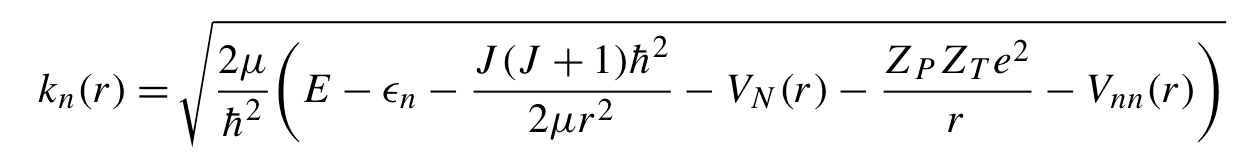 k_n(r) = \sqrt{\frac{2\mu}{\hbar^2}\left(E - \epsilon_n - \frac{J(J+1)\hbar^2}{2\mu r^2} - V_N(r) - \frac{Z_P Z_T e^2}{r} - V_{nn}(r)\right)}